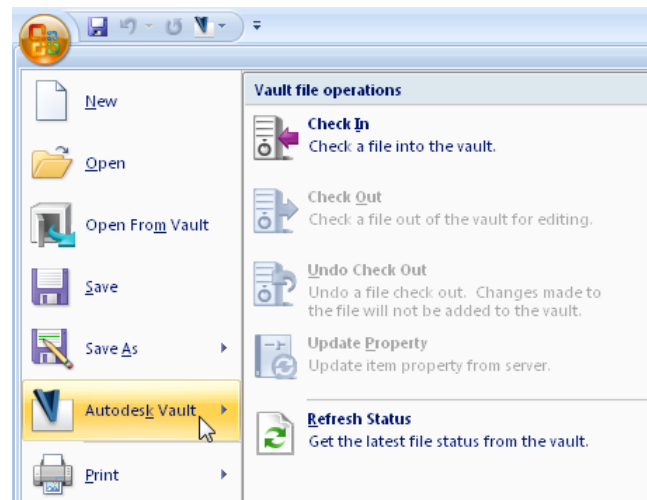 New
Open
Open From Vault
Save
Save As
Autodesk Vault
Print
Vault file operations
Check In
Check a file into the vault.
Check Out
Check a file out of the vault for editing.
Undo Check Out
Undo a file check out. Changes made to
the file will not be added to the vault.
Update Property
Update item property from server.
Refresh Status
Get the latest file status from the vault.